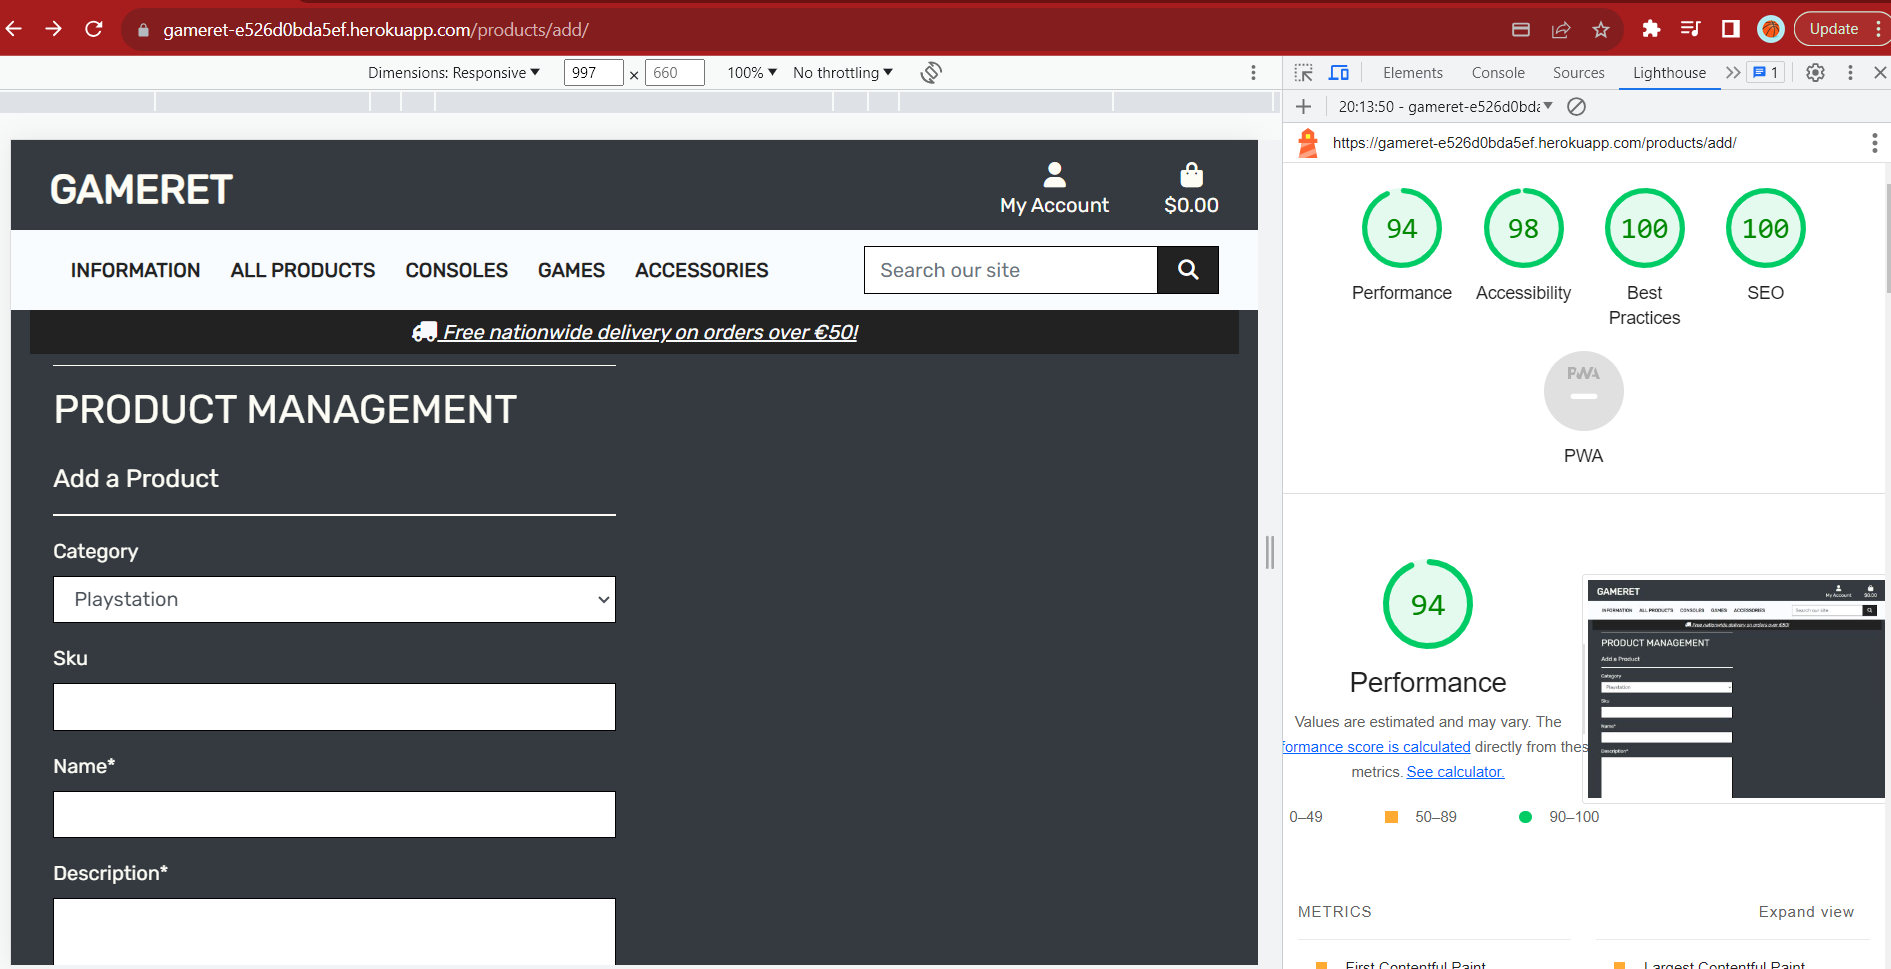 gameret-e526d0bda5ef.herokuapp.com/products/add/
Update
Dimensions: Responsive
997 × 660
100%
No throttling
Elements
Console
Sources
Lighthouse
1
20:13:50 - gameret-e526d0bd
https://gameret-e526d0bda5ef.herokuapp.com/products/add/
GAMERET
My Account
$0.00
INFORMATION
ALL PRODUCTS
CONSOLES
GAMES
ACCESSORIES
Search our site
Free nationwide delivery on orders over €50!
PRODUCT MANAGEMENT
Add a Product
Category
Playstation
Sku
Name*
Description*
94
98
100
100
Performance
Accessibility
Best
Practices
SEO
PWA
PWA
94
Performance
Values are estimated and may vary. The
formance score is calculated directly from thes
metrics. See calculator.
0–49
50–89
90–100
METRICS
Expand view
First Contentful Paint
Largest Contentful Paint
GAMERET
My Account
$0.00
INFORMATION
ALL PRODUCTS
CONSOLES
GAMES
ACCESSORIES
Search our site
Free nationwide delivery on orders over €50!
PRODUCT MANAGEMENT
Add a Product
Category
Playstation
Sku
Name*
Description*